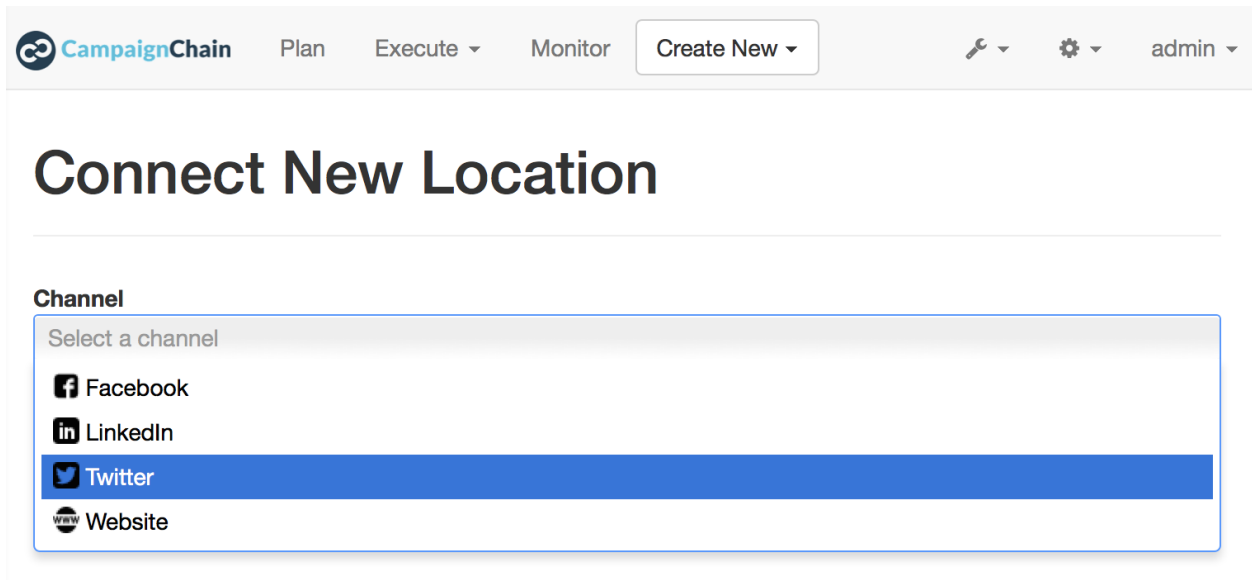 CampaignChain Plan Execute Monitor Create New admin
Connect New Location
Channel
Select a channel
Facebook
LinkedIn
Twitter
www Website